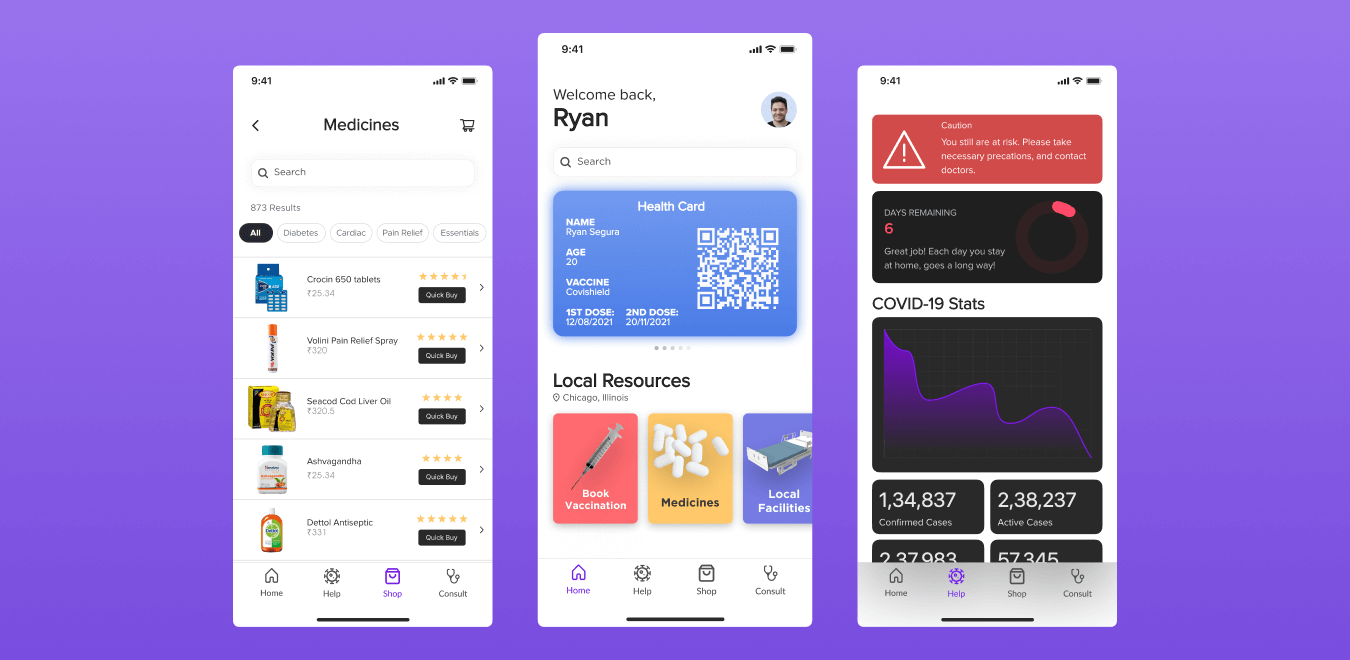 9:41
Medicines
Search
873 Results
All
Diabetes
Cardiac
Pain Relief
Essentials
Crocin 650 tablets
₹25.34
Quick Buy
Volini Pain Relief Spray
₹320
Quick Buy
Seacod Cod Liver Oil
₹320.5
Quick Buy
Ashvagandha
₹25.34
Quick Buy
Dettol Antiseptic
₹331
Quick Buy
Home
Help
Shop
Consult
9:41
Welcome back,
Ryan
Search
Health Card
NAME
Ryan Segura
AGE
20
VACCINE
Covishield
1ST DOSE: 2ND DOSE:
12/08/2021 20/11/2021
Local Resources
Chicago, Illinois
Book
Vaccination
Medicines
Local
Facilities
Home
Help
Shop
Consult
9:41
Caution
You still are at risk. Please take
necessary precations, and contact
doctors.
DAYS REMAINING
6
Great job! Each day you stay
at home, goes a long way!
COVID-19 Stats
1,34,837
Confirmed Cases
2,38,237
Active Cases
2,37,983
57,345
Home
Help
Shop
Consult